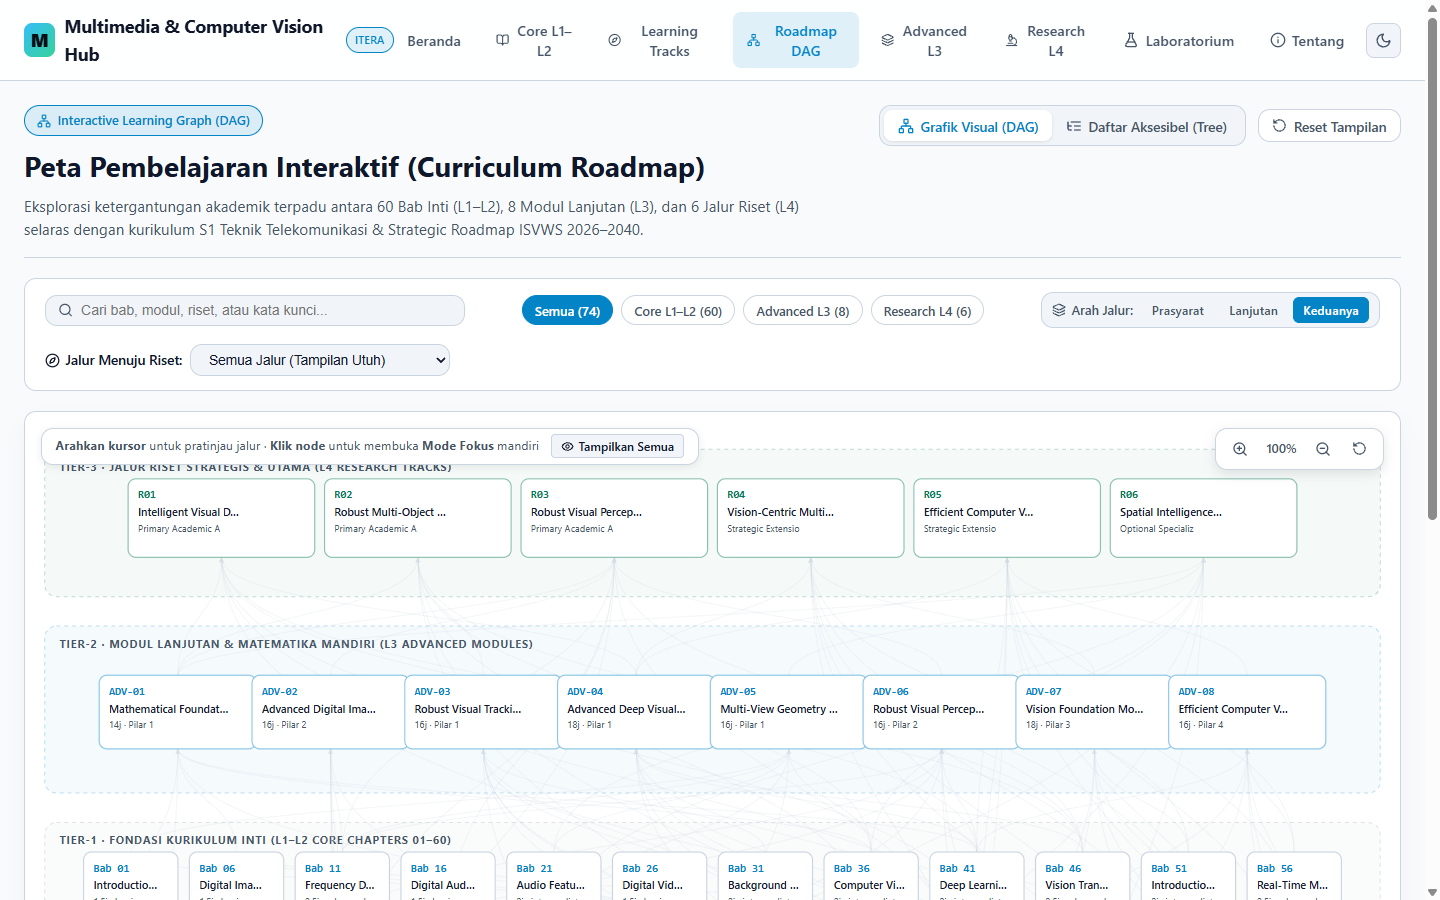 M Multimedia & Computer Vision Hub
ITERA
Beranda
Core L1–L2
Learning Tracks
Roadmap DAG
Advanced L3
Research L4
Laboratorium
Tentang
Interactive Learning Graph (DAG)
Grafik Visual (DAG)
Daftar Aksesibel (Tree)
Reset Tampilan
Peta Pembelajaran Interaktif (Curriculum Roadmap)
Eksplorasi ketergantungan akademik terpadu antara 60 Bab Inti (L1–L2), 8 Modul Lanjutan (L3), dan 6 Jalur Riset (L4)
selaras dengan kurikulum S1 Teknik Telekomunikasi & Strategic Roadmap ISVWS 2026–2040.
Cari bab, modul, riset, atau kata kunci...
Semua (74)
Core L1–L2 (60)
Advanced L3 (8)
Research L4 (6)
Arah Jalur:
Prasyarat
Lanjutan
Keduanya
Jalur Menuju Riset:
Semua Jalur (Tampilan Utuh)
Arahkan kursor untuk pratinjau jalur · Klik node untuk membuka Mode Fokus mandiri
Tampilkan Semua
100%
TIER-3 · JALUR RISET STRATEGIS & UTAMA (L4 RESEARCH TRACKS)
R01
Intelligent Visual D...
Primary Academic A
R02
Robust Multi-Object ...
Primary Academic A
R03
Robust Visual Percep...
Primary Academic A
R04
Vision-Centric Multi...
Strategic Extensio
R05
Efficient Computer V...
Strategic Extensio
R06
Spatial Intelligence...
Optional Specializ
TIER-2 · MODUL LANJUTAN & MATEMATIKA MANDIRI (L3 ADVANCED MODULES)
ADV-01
Mathematical Foundat...
14j · Pilar 1
ADV-02
Advanced Digital Ima...
16j · Pilar 2
ADV-03
Robust Visual Tracki...
16j · Pilar 1
ADV-04
Advanced Deep Visual...
18j · Pilar 1
ADV-05
Multi-View Geometry ...
16j · Pilar 1
ADV-06
Robust Visual Percep...
16j · Pilar 2
ADV-07
Vision Foundation Mo...
18j · Pilar 3
ADV-08
Efficient Computer V...
16j · Pilar 4
TIER-1 · FONDASI KURIKULUM INTI (L1–L2 CORE CHAPTERS 01–60)
Bab 01
Introductio...
Bab 06
Digital Ima...
Bab 11
Frequency D...
Bab 16
Digital Aud...
Bab 21
Audio Featu...
Bab 26
Digital Vid...
Bab 31
Background ...
Bab 36
Computer Vi...
Bab 41
Deep Learni...
Bab 46
Vision Tran...
Bab 51
Introductio...
Bab 56
Real-Time M...